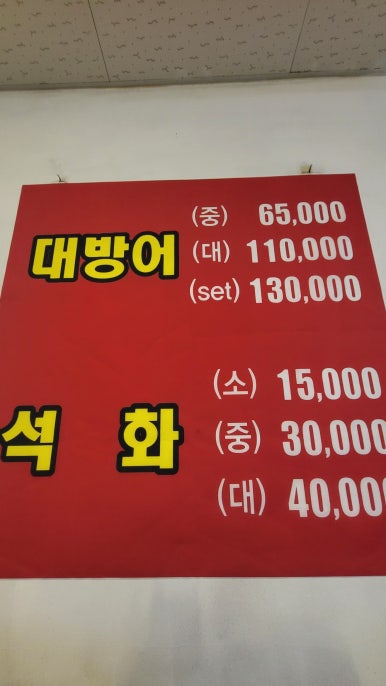 대방어
(중) 65,000
(대) 110,000
(set) 130,000
석 화
(소) 15,000
(중) 30,000
(대) 40,000